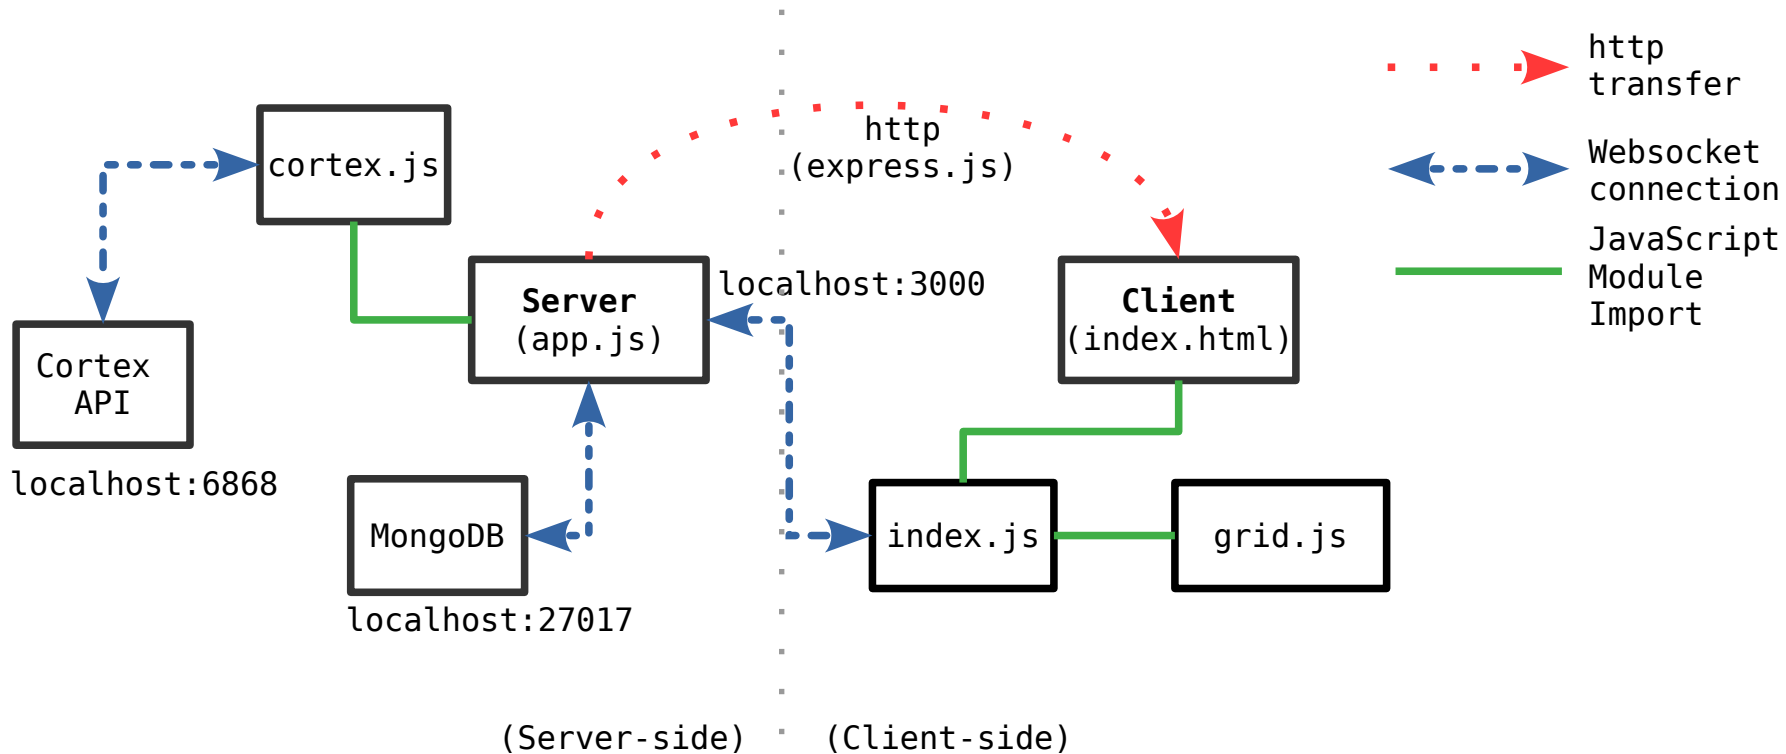 http
transfer
Websocket
connection
JavaScript
Module
Import
http
(express.js)
cortex.js
localhost:3000
Server
(app.js)
Client
(index.html)
Cortex
API
localhost:6868
MongoDB
localhost:27017
index.js
grid.js
(Server-side)
(Client-side)